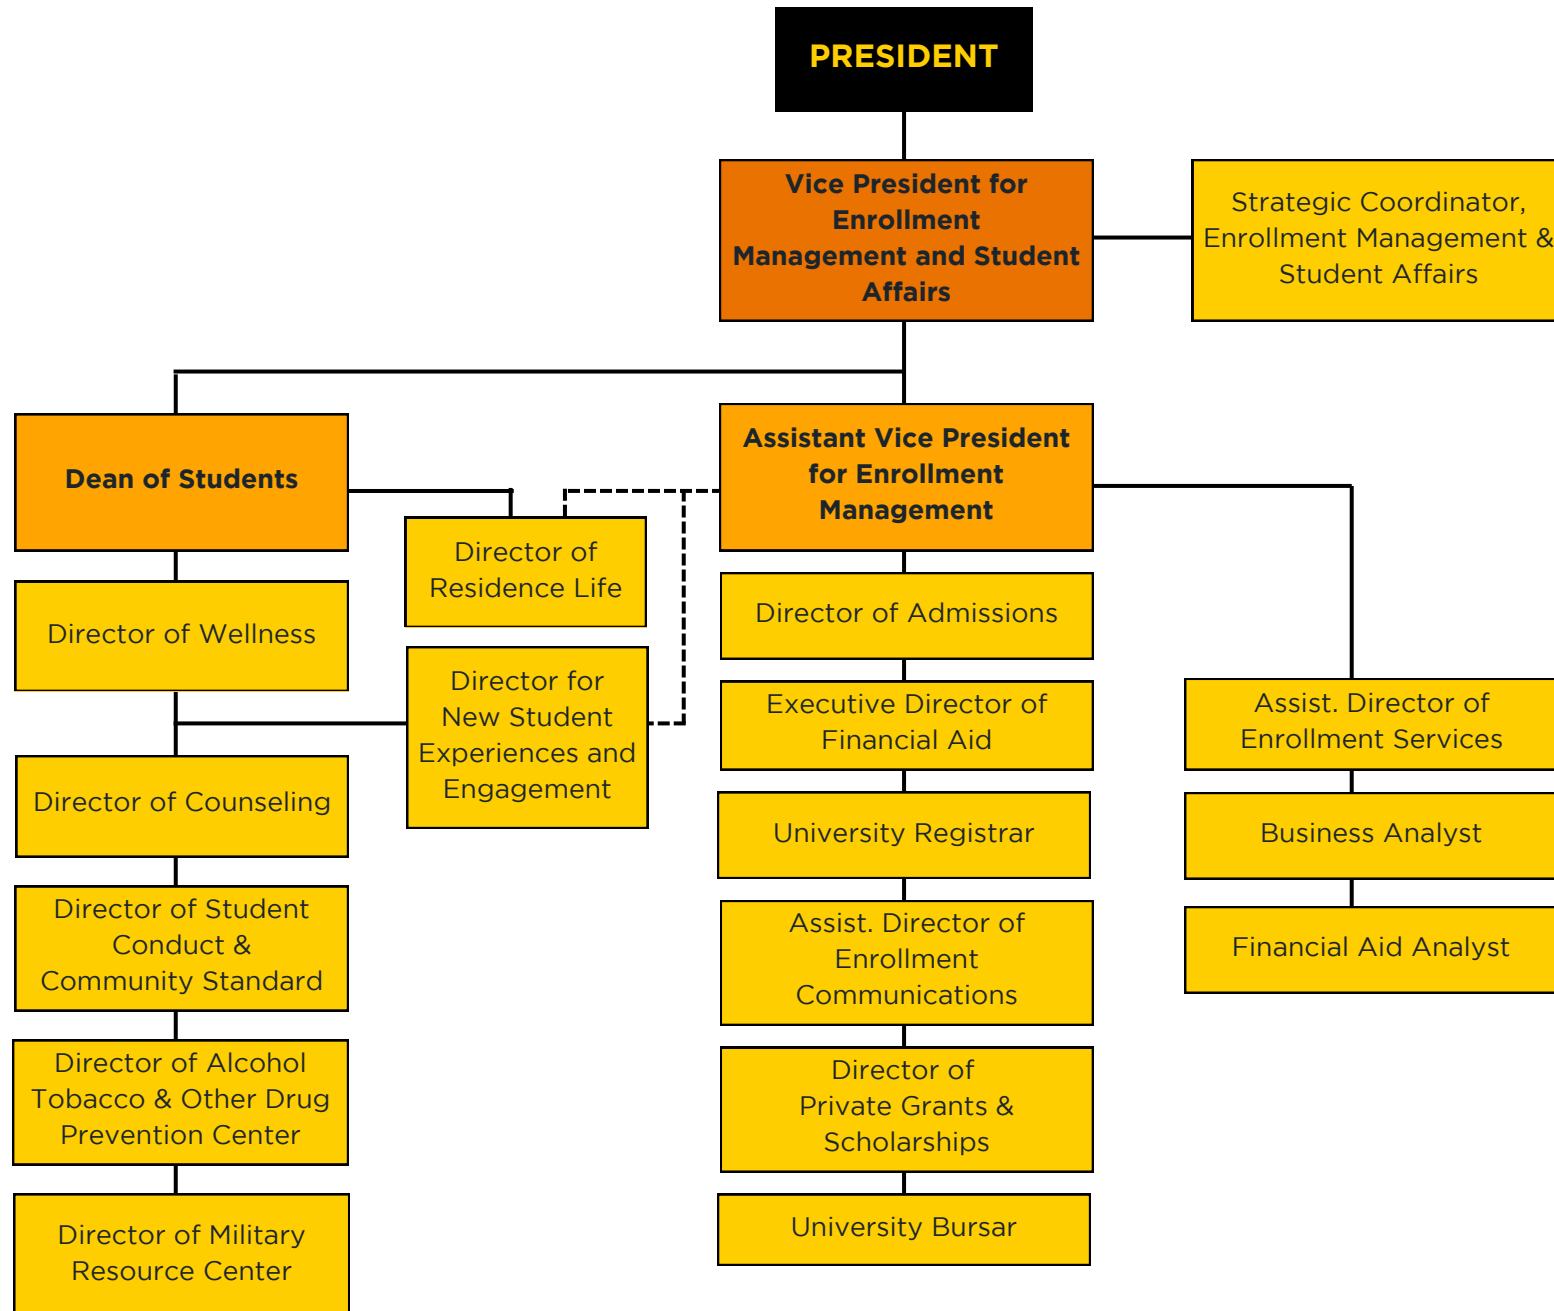 PRESIDENT
Vice President for
Enrollment
Management and Student
Affairs
Strategic Coordinator,
Enrollment Management &
Student Affairs
Dean of Students
Assistant Vice President
for Enrollment
Management
Director of
Residence Life
Director of Wellness
Director for
New Student
Experiences and
Engagement
Director of Counseling
Director of Student
Conduct &
Community Standard
Director of Alcohol
Tobacco & Other Drug
Prevention Center
Director of Military
Resource Center
Director of Admissions
Executive Director of
Financial Aid
University Registrar
Assist. Director of
Enrollment
Communications
Director of
Private Grants &
Scholarships
University Bursar
Assist. Director of
Enrollment Services
Business Analyst
Financial Aid Analyst